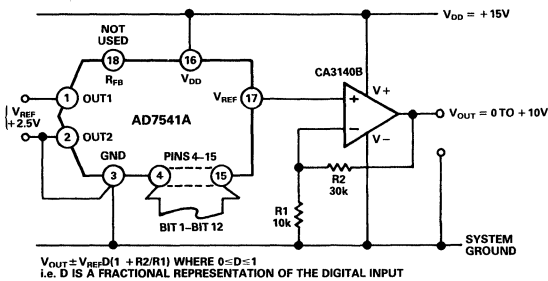 V_DD = +15V
NOT
USED
18
16
R_FB
V_DD
CA3140B
1
OUT1
V_REF
17
V+
V_REF
+2.5V
AD7541A
+
V_OUT = 0 TO + 10V
2
OUT2
−
V−
GND
PINS 4–15
3
4
15
R2
30k
R1
10k
BIT 1–BIT 12
SYSTEM
GROUND
V_OUT ± V_REF D(1 + R2/R1) WHERE 0≤D≤1
i.e. D IS A FRACTIONAL REPRESENTATION OF THE DIGITAL INPUT